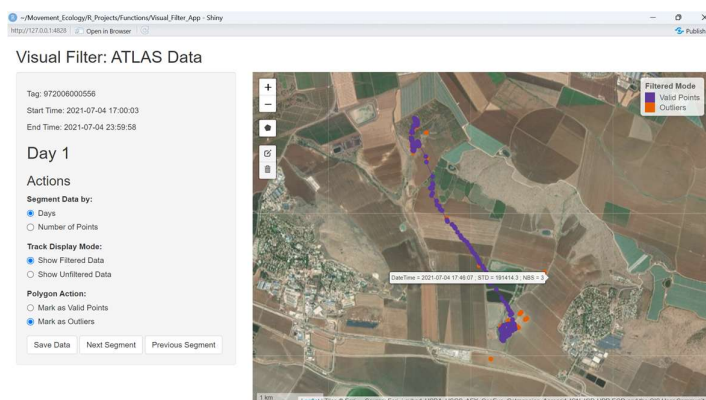 ~/Movement_Ecology/R_Projects/Functions/Visual_Filter_App - Shiny
http://127.0.0.1:4828
Open in Browser
Publish
Visual Filter: ATLAS Data
Tag: 972006000556
Start Time: 2021-07-04 17:00:03
End Time: 2021-07-04 23:59:58
Day 1
Actions
Segment Data by:
Days
Number of Points
Track Display Mode:
Show Filtered Data
Show Unfiltered Data
Polygon Action:
Mark as Valid Points
Mark as Outliers
Save Data
Next Segment
Previous Segment
+
−
Filtered Mode
Valid Points
Outliers
DateTime = 2021-07-04 17:46:07 ; STD = 191414.3 ; NBS = 3
1 km